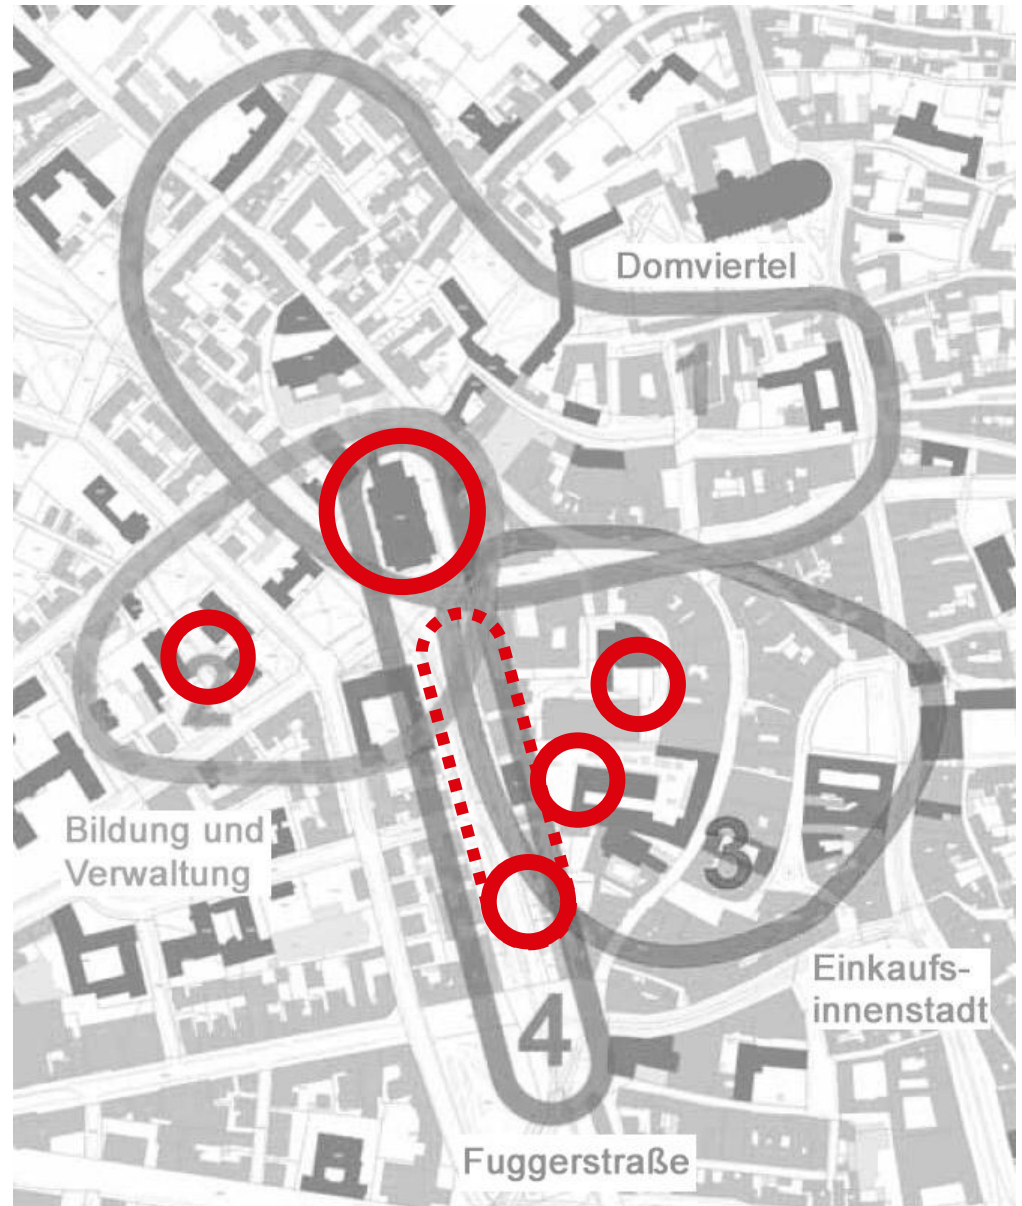 Domviertel
1
Bildung und
Verwaltung
3
Einkaufs-
innenstadt
4
Fuggerstraße